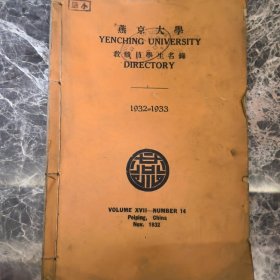 燕京大學
YENCHING UNIVERSITY
教職員學生名錄
DIRECTORY
1932-1933
VOLUME XVII—NUMBER 14
Peiping, China
Nov. 1932